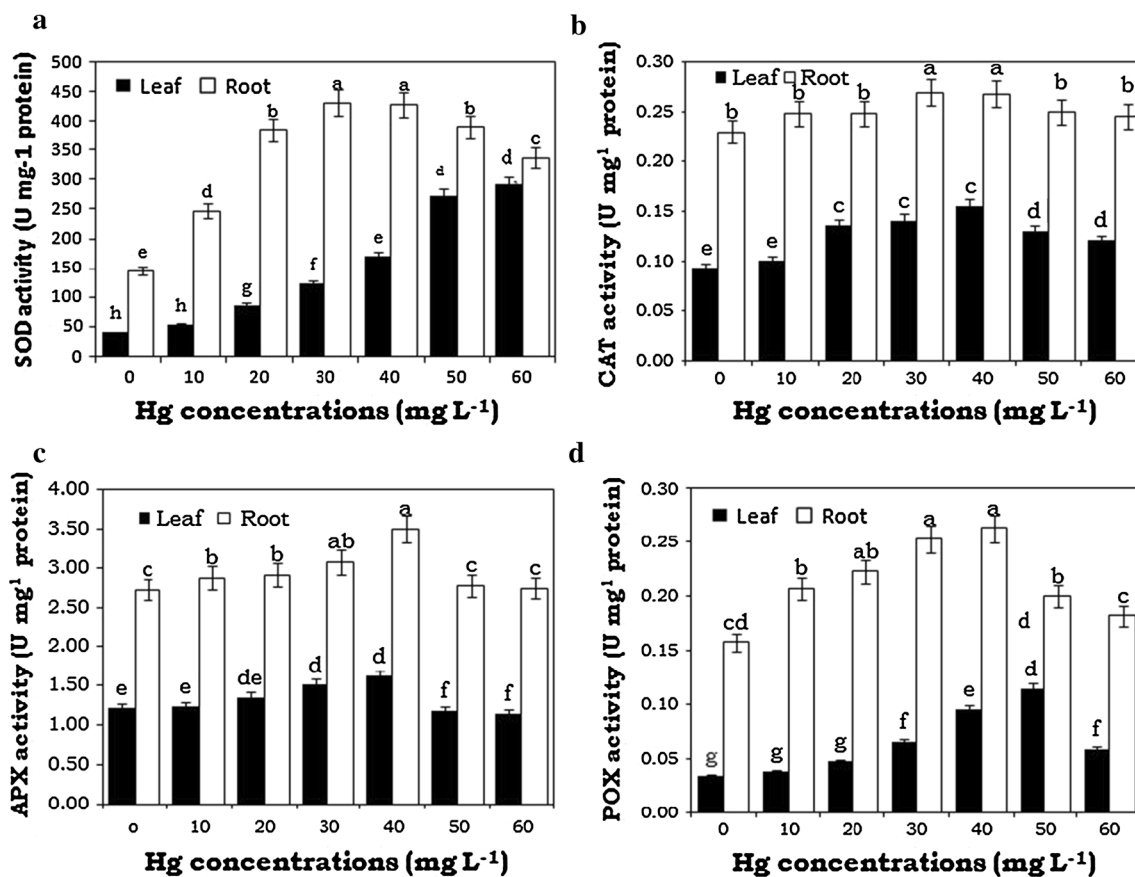 a
SOD activity (U mg-1 protein)
500
450
400
350
300
250
200
150
100
50
0
Leaf Root
h e h d g b f a e a d b d c
0 10 20 30 40 50 60
Hg concentrations (mg L-1)
b
CAT activity (U mg1 protein)
0.30
0.25
0.20
0.15
0.10
0.05
0.00
Leaf Root
e b e b c b c a c a d b d b
0 10 20 30 40 50 60
Hg concentrations (mg L-1)
c
APX activity (U mg1 protein)
4.00
3.50
3.00
2.50
2.00
1.50
1.00
0.50
0.00
Leaf Root
e c e b de b d ab d a f c f c
o 10 20 30 40 50 60
Hg concentrations (mg L-1)
d
POX activity (U mg1 protein)
0.30
0.25
0.20
0.15
0.10
0.05
0.00
Leaf Root
g cd g b g ab f a e a d b f c
0 10 20 30 40 50 60
Hg concentrations (mg L-1)